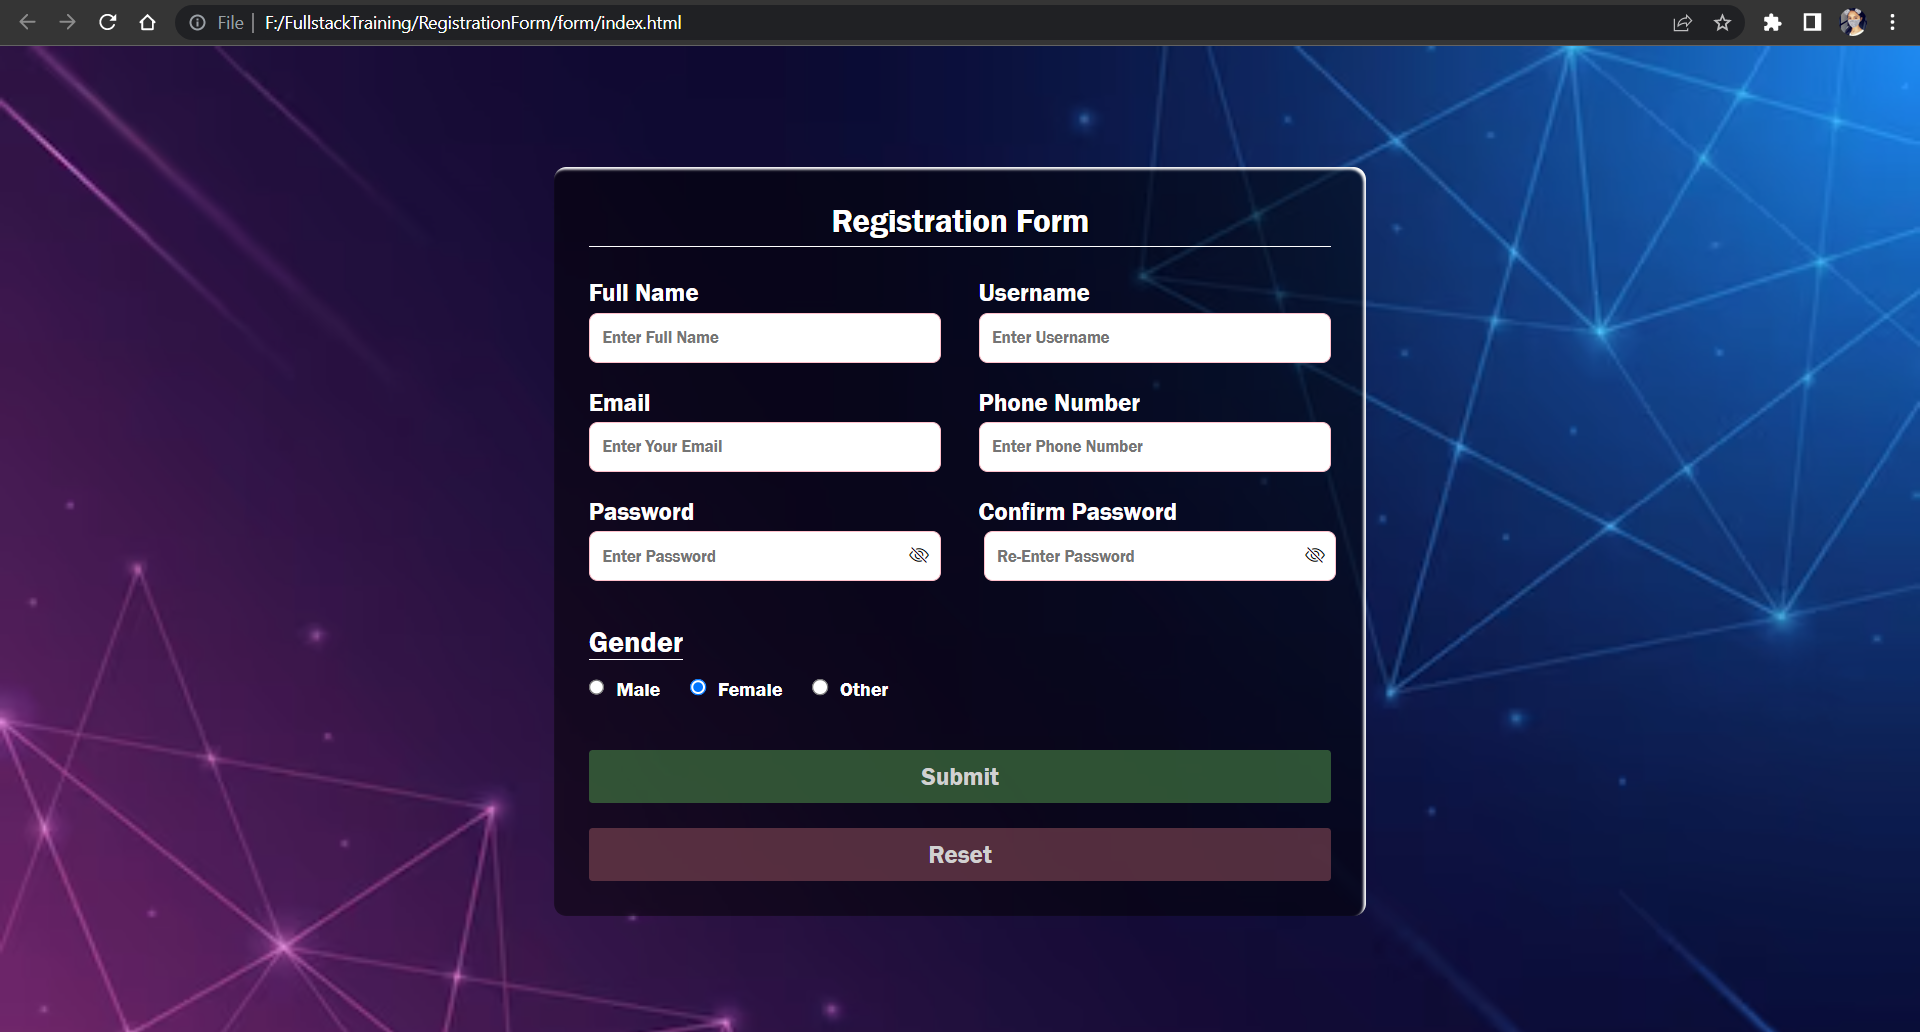 File F:/FullstackTraining/RegistrationForm/form/index.html
Registration Form
Full Name Username
Enter Full Name Enter Username
Email Phone Number
Enter Your Email Enter Phone Number
Password Confirm Password
Enter Password Re-Enter Password
Gender
Male Female Other
Submit
Reset